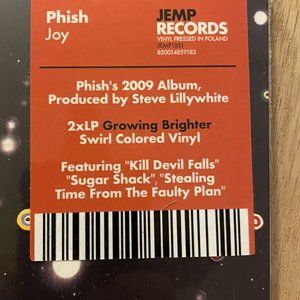 Phish
Joy
JEMP
RECORDS
VINYL PRESSED IN POLAND
JEMP1051
850014859183
Phish's 2009 Album,
Produced by Steve Lillywhite
2xLP Growing Brighter
Swirl Colored Vinyl
Featuring "Kill Devil Falls"
"Sugar Shack", "Stealing
Time From The Faulty Plan"